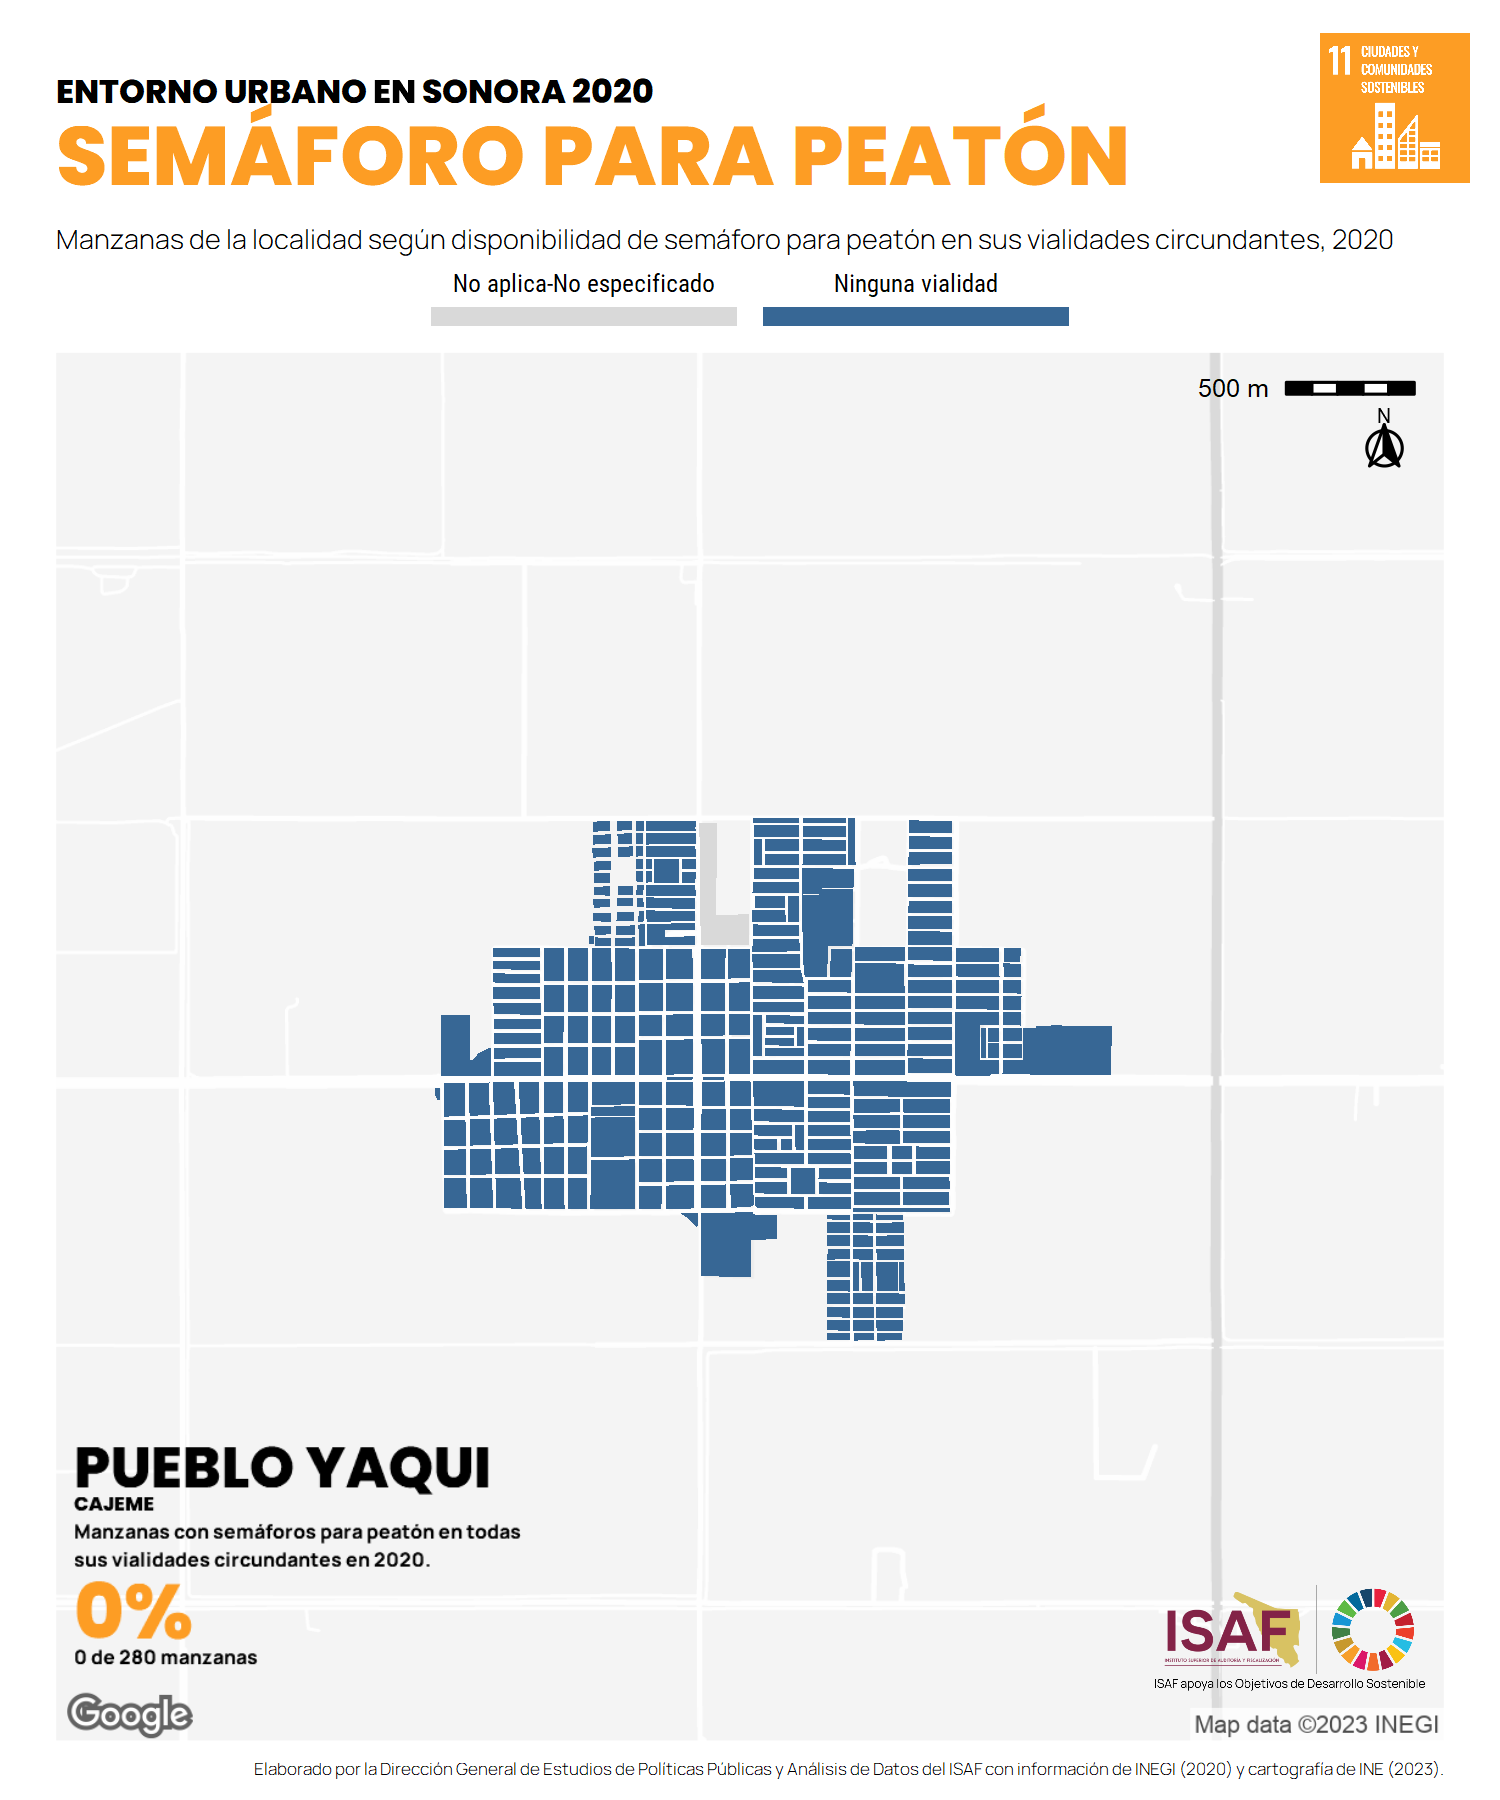 11 CIUDADES Y
COMUNIDADES
SOSTENIBLES
ENTORNO URBANO EN SONORA 2020
SEMÁFORO PARA PEATÓN
Manzanas de la localidad según disponibilidad de semáforo para peatón en sus vialidades circundantes, 2020
No aplica-No especificado
Ninguna vialidad
500 m
N
PUEBLO YAQUI
CAJEME
Manzanas con semáforos para peatón en todas
sus vialidades circundantes en 2020.
0%
0 de 280 manzanas
ISAF
INSTITUTO SUPERIOR DE AUDITORÍA Y FISCALIZACIÓN
ISAF apoya los Objetivos de Desarrollo Sostenible
Google
Map data ©2023 INEGI
Elaborado por la Dirección General de Estudios de Políticas Públicas y Análisis de Datos del ISAF con información de INEGI (2020) y cartografía de INE (2023).